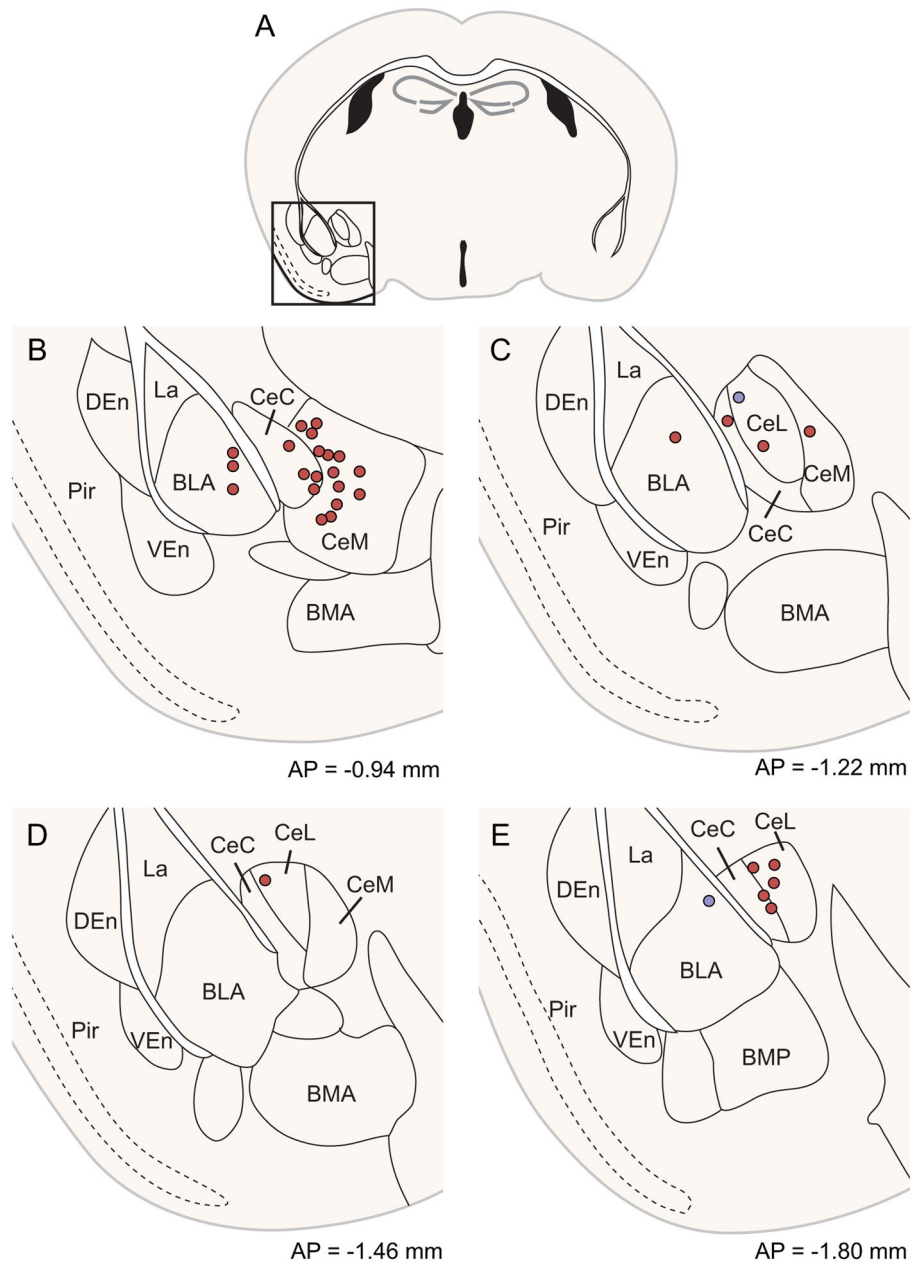 A
B
DEn
La
CeC
Pir
BLA
VEn
CeM
BMA
AP = -0.94 mm
C
DEn
La
CeL
BLA
CeM
Pir
CeC
VEn
BMA
AP = -1.22 mm
D
La
CeC
CeL
CeM
DEn
BLA
Pir
VEn
BMA
AP = -1.46 mm
E
La
CeC
CeL
DEn
BLA
Pir
VEn
BMP
AP = -1.80 mm